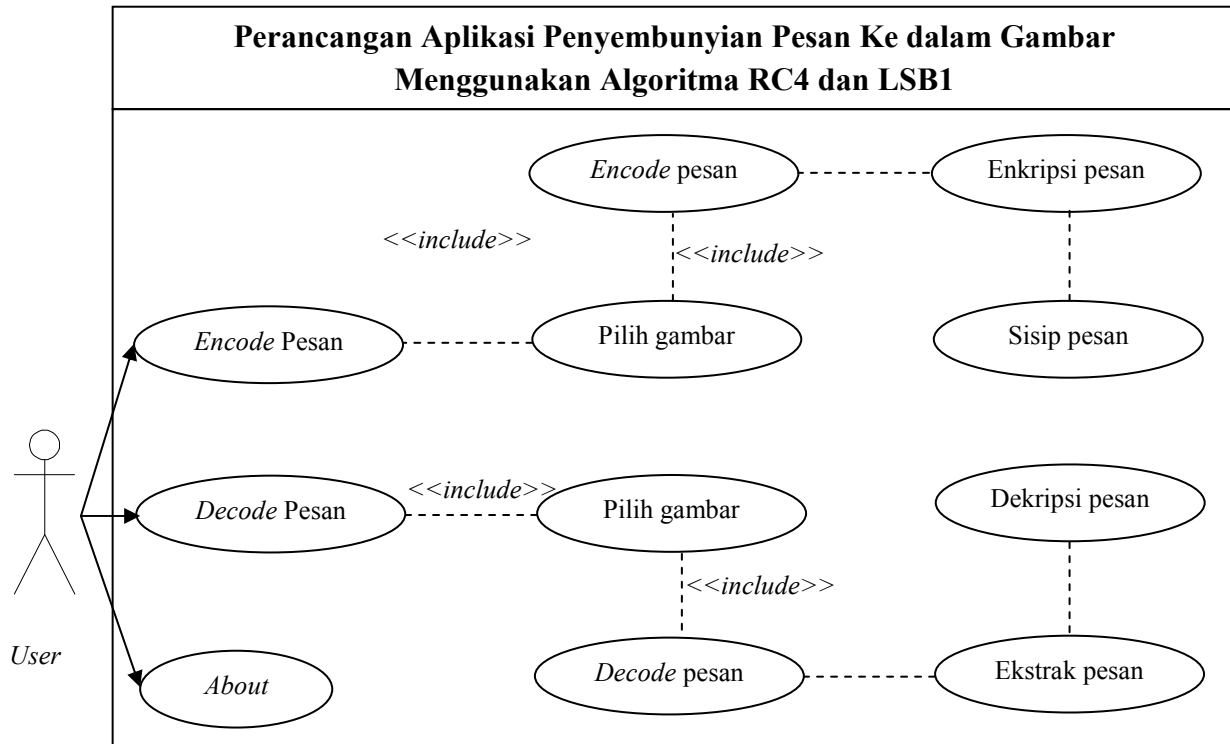 Perancangan Aplikasi Penyembunyian Pesan Ke dalam Gambar
Menggunakan Algoritma RC4 dan LSB1
Encode pesan
Enkripsi pesan
<<include>>
<<include>>
Encode Pesan
Pilih gambar
Sisip pesan
Decode Pesan
<<include>>
Pilih gambar
Dekripsi pesan
<<include>>
User
About
Decode pesan
Ekstrak pesan